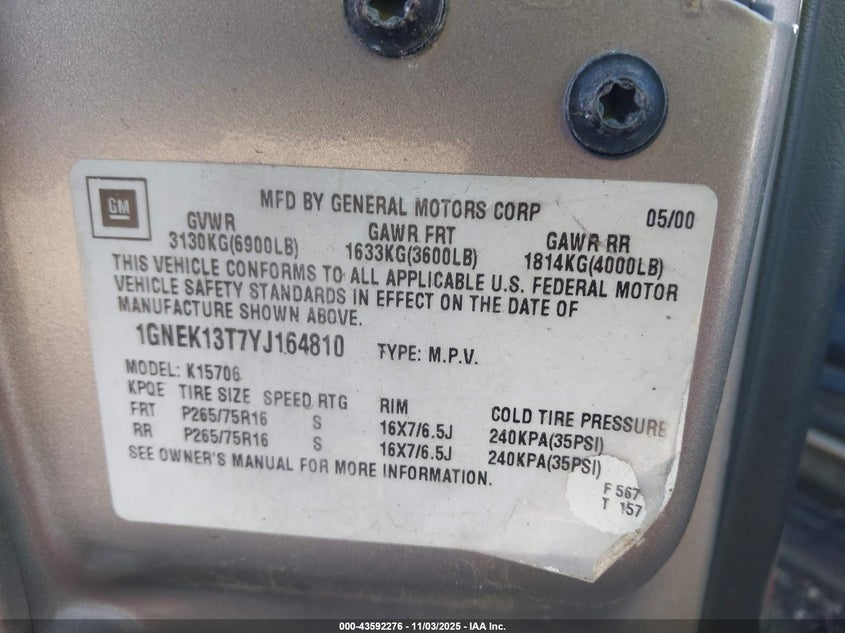 GM
MFD BY GENERAL MOTORS CORP 05/00
GVWR GAWR FRT GAWR RR
3130KG(6900LB) 1633KG(3600LB) 1814KG(4000LB)
THIS VEHICLE CONFORMS TO ALL APPLICABLE U.S. FEDERAL MOTOR
VEHICLE SAFETY STANDARDS IN EFFECT ON THE DATE OF
MANUFACTURE SHOWN ABOVE.
1GNEK13T7YJ164810 TYPE: M.P.V.
MODEL: K15706
KPQE TIRE SIZE SPEED RTG RIM COLD TIRE PRESSURE
FRT P265/75R16 S 16X7/6.5J 240KPA(35PSI)
RR P265/75R16 S 16X7/6.5J 240KPA(35PSI)
SEE OWNER'S MANUAL FOR MORE INFORMATION.
F 567
T 157
000-43592276 - 11/03/2025 - IAA Inc.